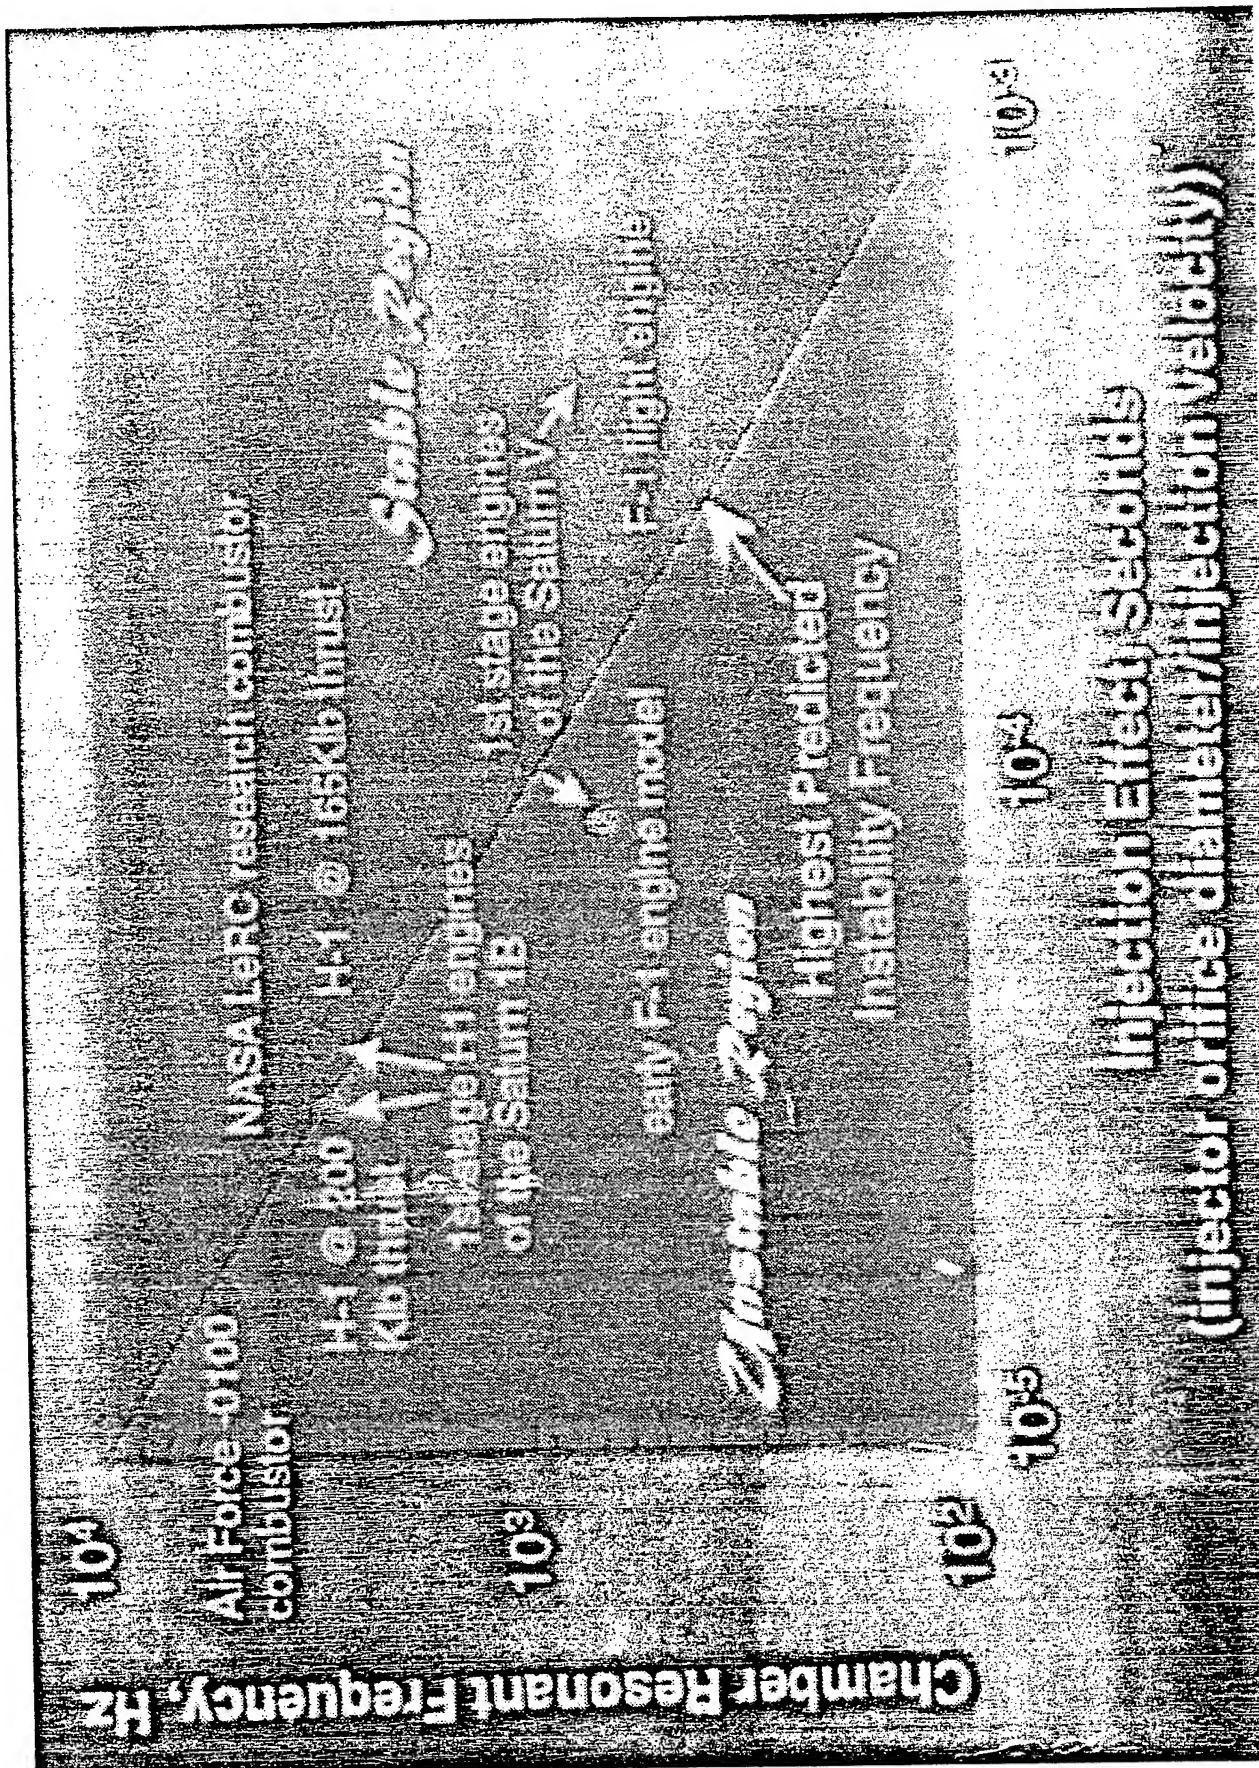 Chamber Resonant Frequency, Hz
10⁴
10³
10²
Air Force-0100
combustor
NASA LeRC research combustor
H-1 @ 200
Klb thrust
H-1 @ 165Klb thrust
1st stage H1 engines
of the Saturn 1B
Stable Region
1st stage engines
of the Saturn V
early F-1 engine model
F-1 flight engine
Unstable Region
Highest Predicted
Instability Frequency
10⁻⁵
10⁻⁴
10⁻³
Injection Effect, Seconds
(injector orifice diameter/injection velocity)